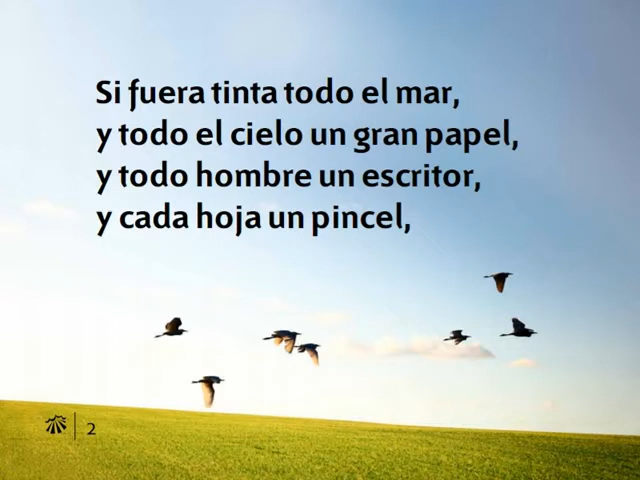 Si fuera tinta todo el mar,
y todo el cielo un gran papel,
y todo hombre un escritor,
y cada hoja un pincel,
2